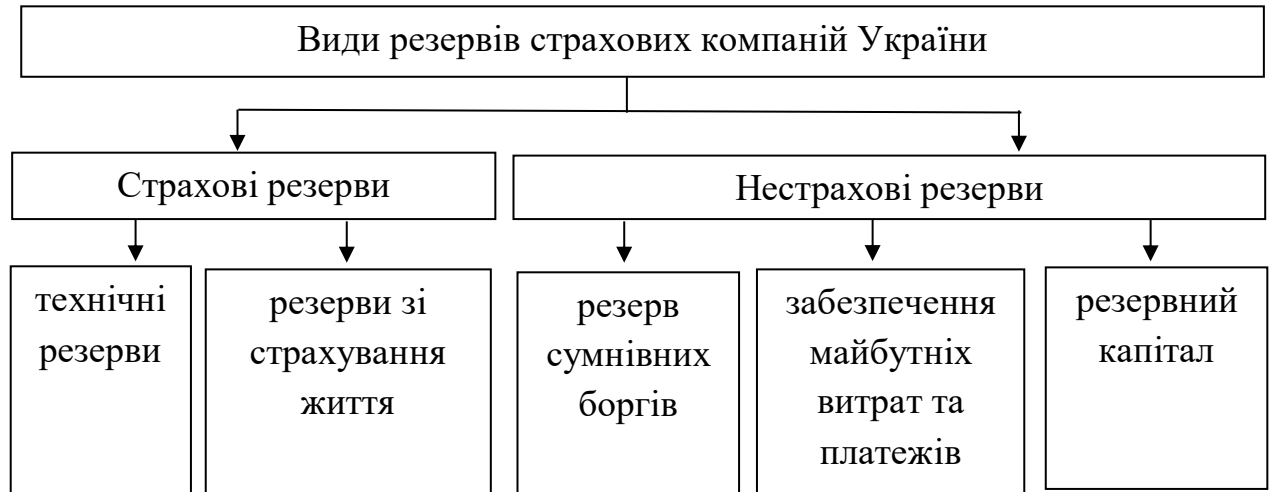 Види резервів страхових компаній України
Страхові резерви
Нестрахові резерви
технічні
резерви
резерви зі
страхування
життя
резерв
сумнівних
боргів
забезпечення
майбутніх
витрат та
платежів
резервний
капітал